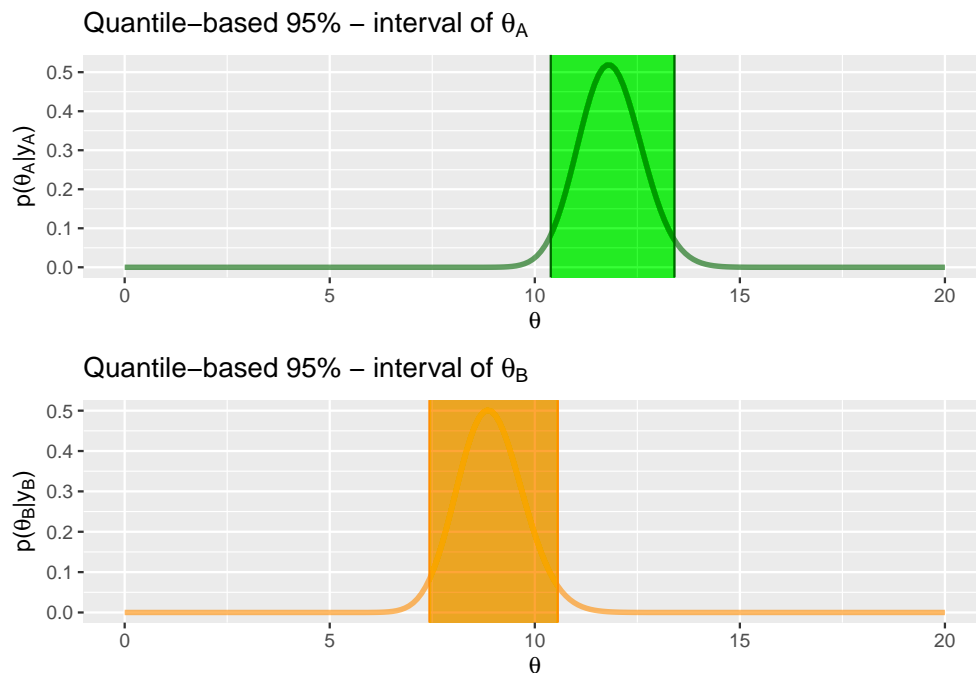 Quantile−based 95% − interval of θA
p(θA|yA)
0.5
0.4
0.3
0.2
0.1
0.0
0 5 10 15 20
θ
Quantile−based 95% − interval of θB
p(θB|yB)
0.5
0.4
0.3
0.2
0.1
0.0
0 5 10 15 20
θ